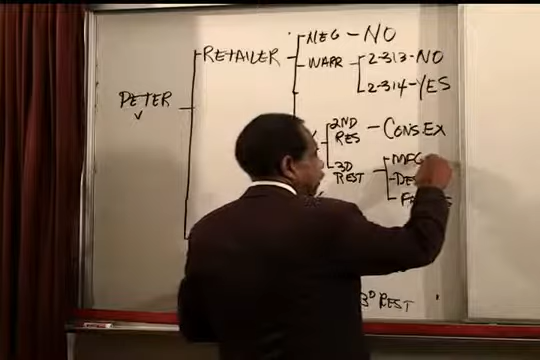 PETER
V
RETAILER
NEG - NO
WARR
2-313-NO
2-314-YES
2ND
RES
- CONS.EX
3D
REST
MFG
3D REST